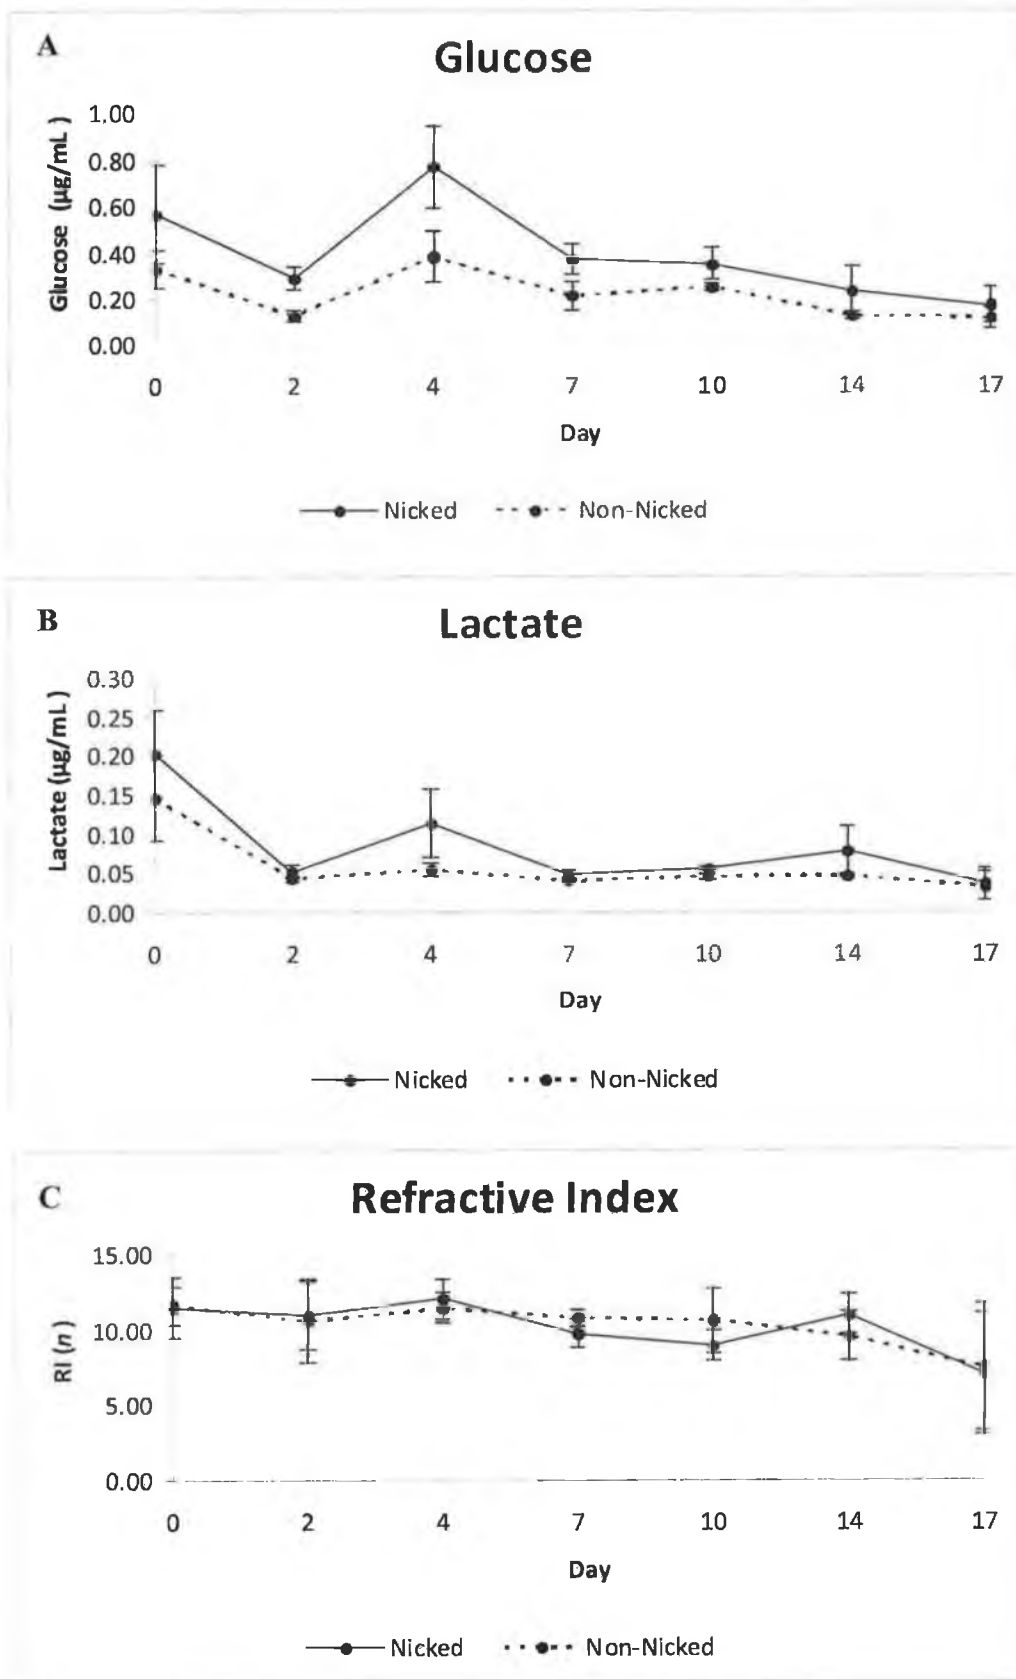 A
Glucose
Glucose (µg/mL)
1.00
0.80
0.60
0.40
0.20
0.00
0 2 4 7 10 14 17
Day
Nicked Non-Nicked
B
Lactate
Lactate (µg/mL)
0.30
0.25
0.20
0.15
0.10
0.05
0.00
0 2 4 7 10 14 17
Day
Nicked Non-Nicked
C
Refractive Index
RI (n)
15.00
10.00
5.00
0.00
0 2 4 7 10 14 17
Day
Nicked Non-Nicked